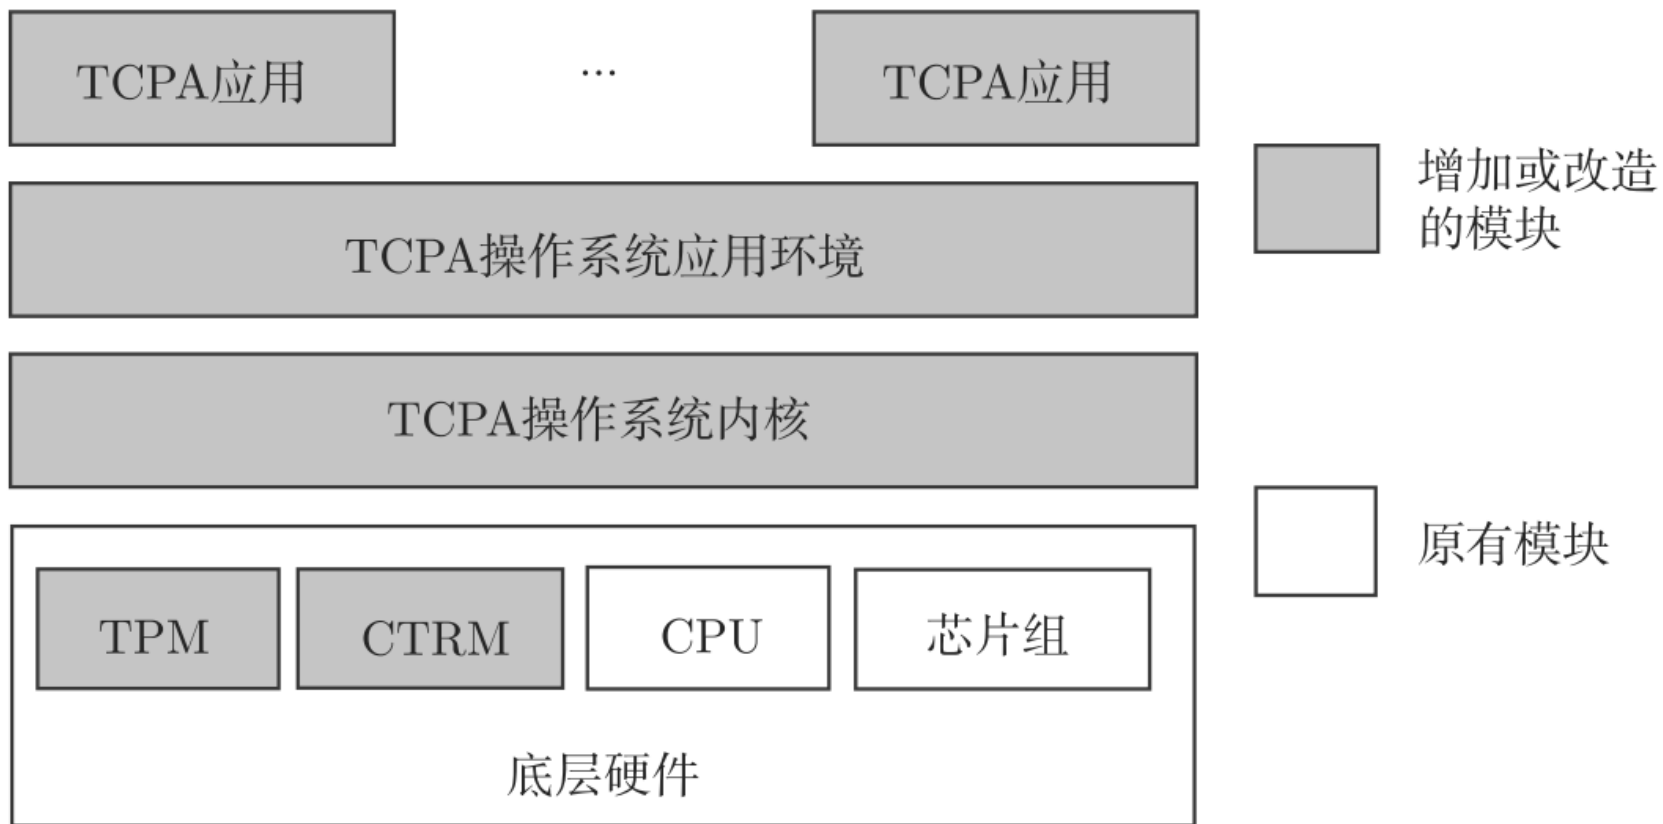 TCPA应用
...
TCPA应用
增加或改造
的模块
TCPA操作系统应用环境
TCPA操作系统内核
原有模块
TPM
CTRM
CPU
芯片组
底层硬件